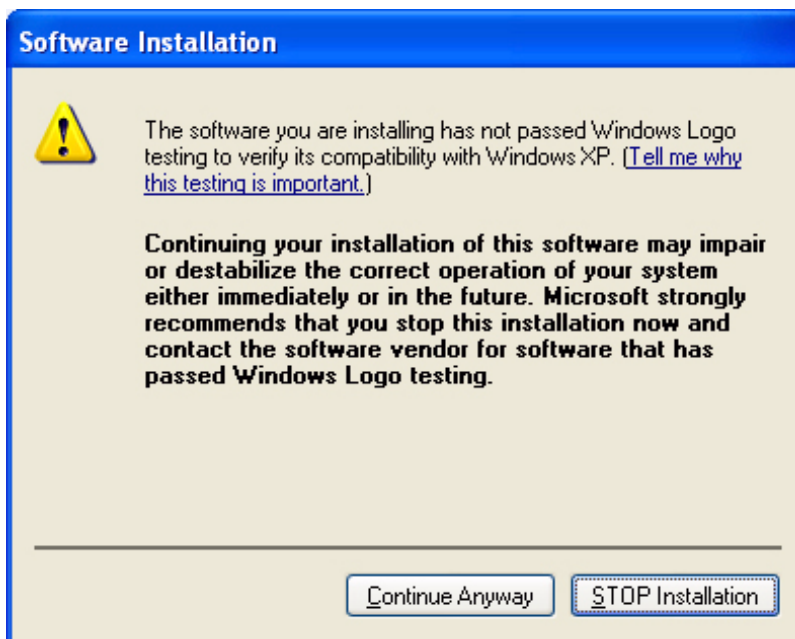 Software Installation
The software you are installing has not passed Windows Logo
testing to verify its compatibility with Windows XP. (Tell me why
this testing is important.)
Continuing your installation of this software may impair
or destabilize the correct operation of your system
either immediately or in the future. Microsoft strongly
recommends that you stop this installation now and
contact the software vendor for software that has
passed Windows Logo testing.
Continue Anyway
STOP Installation